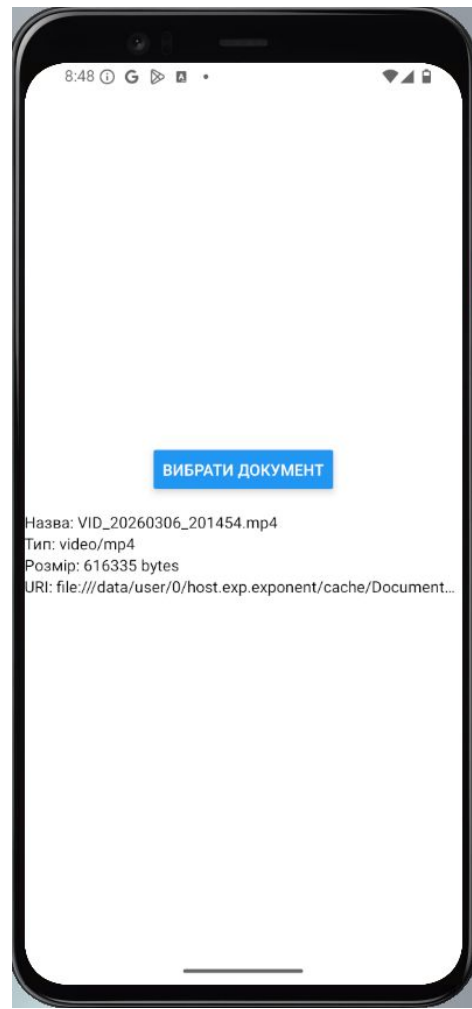 8:48
ВИБРАТИ ДОКУМЕНТ
Назва: VID_20260306_201454.mp4
Тип: video/mp4
Розмір: 616335 bytes
URI: file:///data/user/0/host.exp.exponent/cache/Document...